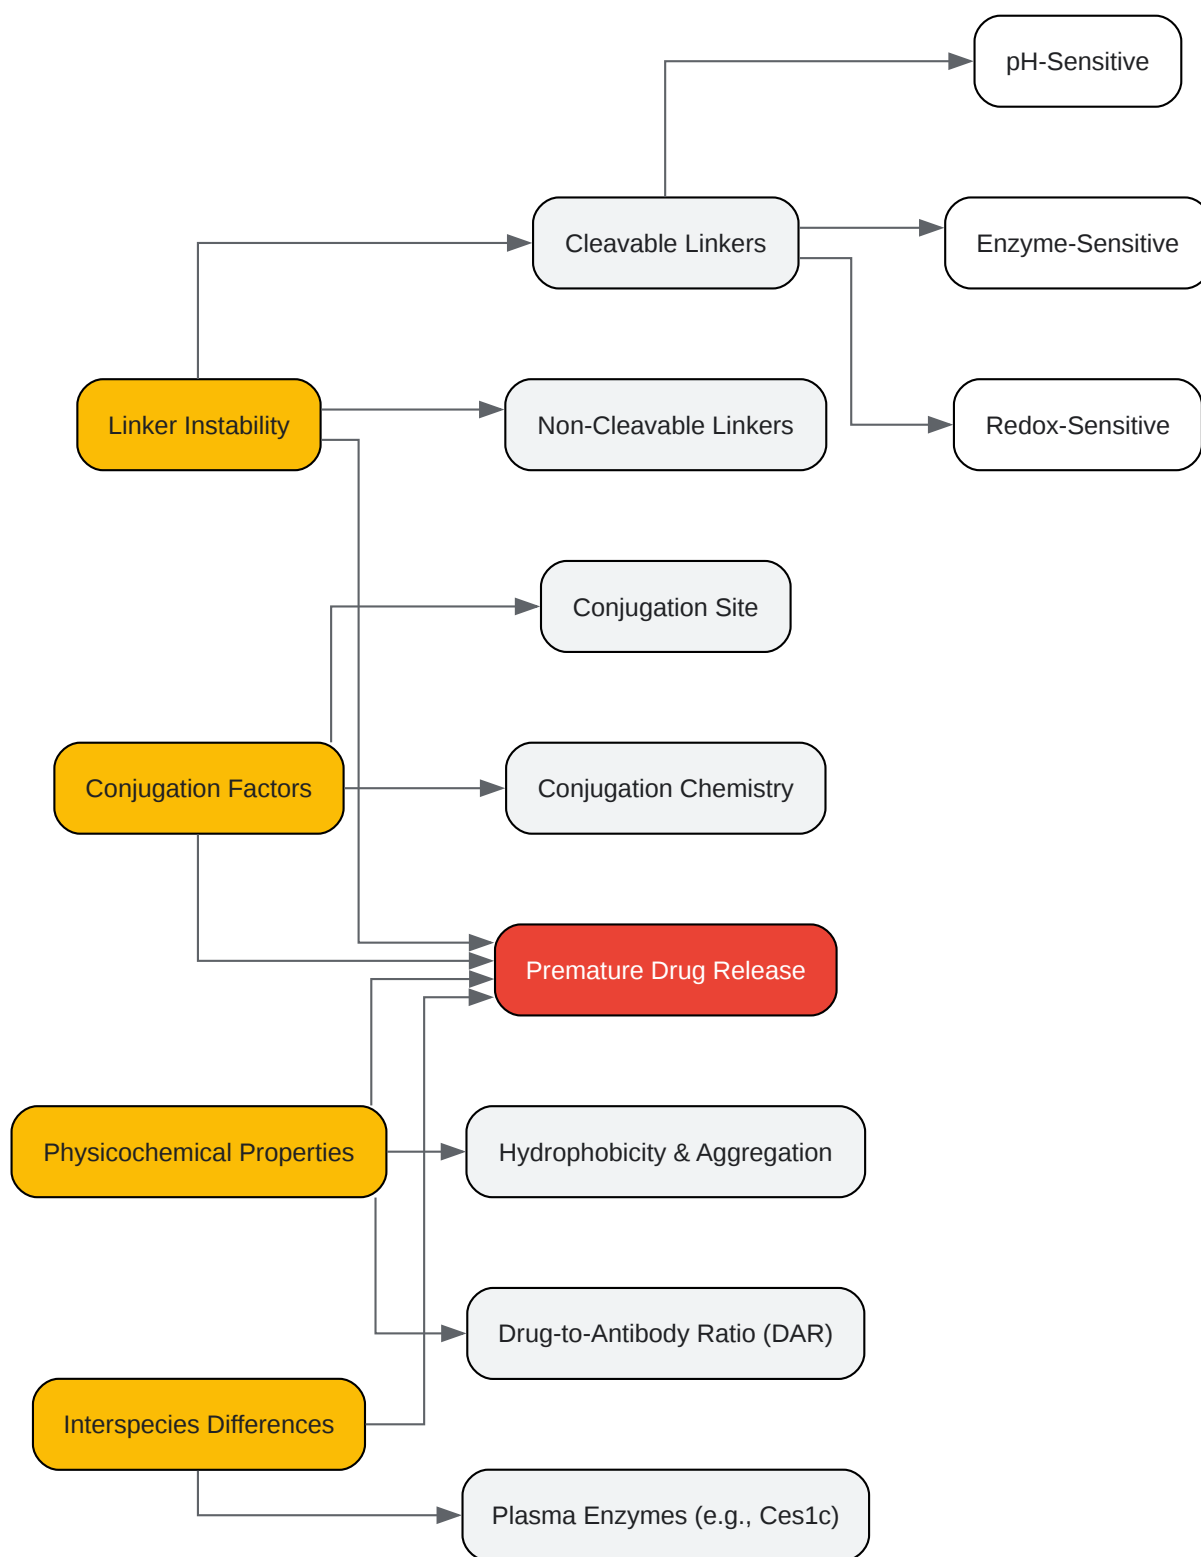 pH-Sensitive
Cleavable Linkers
Enzyme-Sensitive
Linker Instability
Non-Cleavable Linkers
Redox-Sensitive
Conjugation Site
Conjugation Factors
Conjugation Chemistry
Premature Drug Release
Physicochemical Properties
Hydrophobicity & Aggregation
Drug-to-Antibody Ratio (DAR)
Interspecies Differences
Plasma Enzymes (e.g., Ces1c)